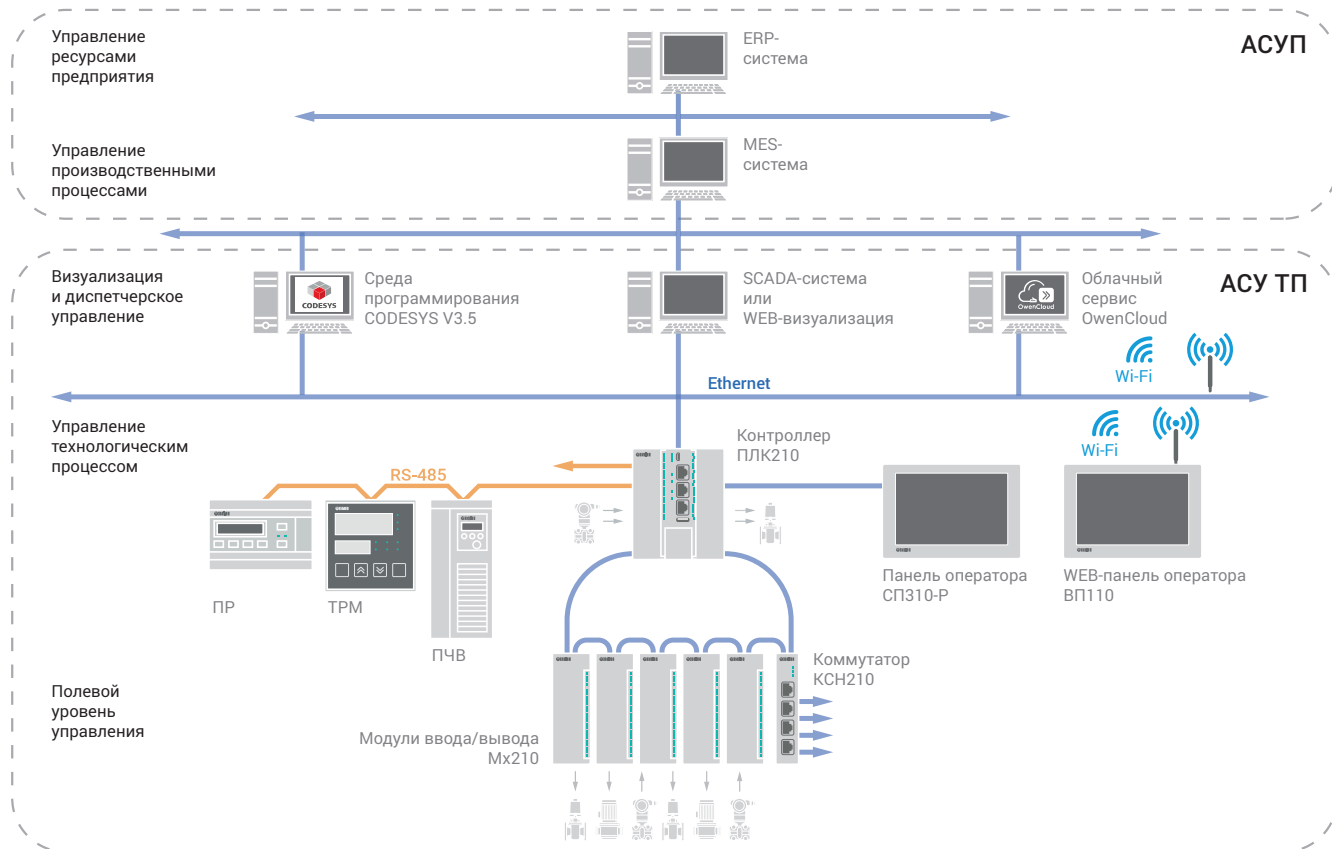 Управление
ресурсами
предприятия
ERP-
система
АСУП
Управление
производственными
процессами
MES-
система
Визуализация
и диспетчерское
управление
CODESYS
Среда
программирования
CODESYS V3.5
SCADA-система
или
WEB-визуализация
OwenCloud
Облачный
сервис
OwenCloud
АСУ ТП
Wi-Fi
Ethernet
Управление
технологическим
процессом
Контроллер
ПЛК210
Wi-Fi
RS-485
ПР
ТРМ
ПЧВ
Панель оператора
СП310-Р
WEB-панель оператора
ВП110
Коммутатор
КСН210
Полевой
уровень
управления
Модули ввода/вывода
Мх210